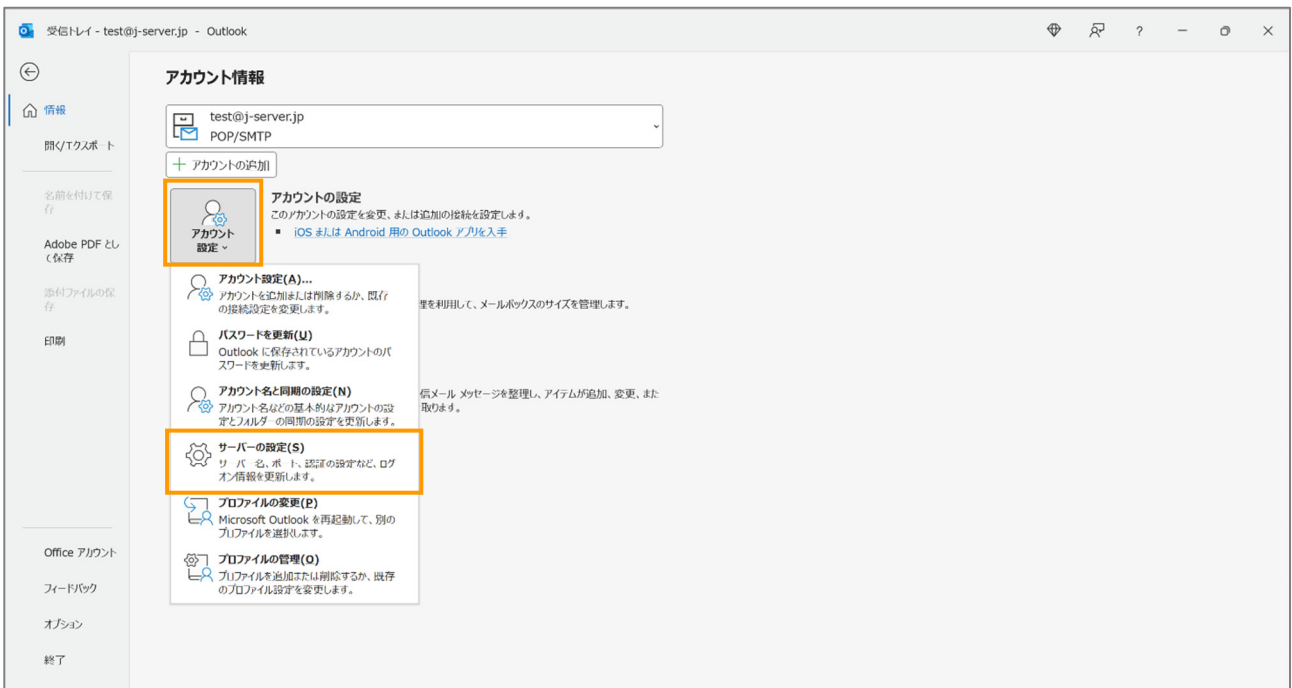 受信トレイ - test@j-server.jp - Outlook
?
アカウント情報
情報
test@j-server.jp
POP/SMTP
開く/エクスポート
アカウントの追加
名前を付けて保
存
アカウントの設定
このアカウントの設定を変更、または追加の接続を設定します。
iOS または Android 用の Outlook アプリを入手
アカウント
設定
Adobe PDF とし
て保存
アカウント設定(A)...
アカウントを追加または削除するか、既存
の接続設定を変更します。
添付ファイルの保
存
理を利用して、メールボックスのサイズを管理します。
印刷
パスワードを更新(U)
Outlook に保存されているアカウントのパ
スワードを更新します。
アカウント名と同期の設定(N)
アカウント名などの基本的なアカウントの設
定とフォルダーの同期の設定を更新します。
信メール メッセージを整理し、アイテムが追加、変更、また
取ります。
サーバーの設定(S)
サーバー名、ポート、認証の設定など、ログ
オン情報を更新します。
プロファイルの変更(P)
Microsoft Outlook を再起動して、別の
プロファイルを選択します。
プロファイルの管理(O)
プロファイルを追加または削除するか、既存
のプロファイル設定を変更します。
Office アカウント
フィードバック
オプション
終了